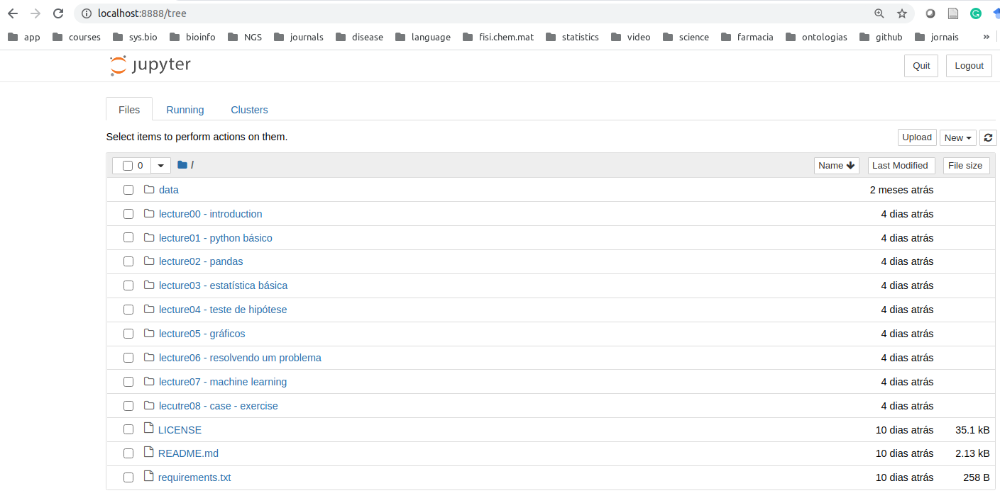 localhost:8888/tree
app courses sys.bio bioinfo NGS journals disease language fisi.chem.mat statistics video science farmacia ontologias github jornais »
jupyter Quit Logout
Files Running Clusters
Select items to perform actions on them. Upload New
0 / Name Last Modified File size
data 2 meses atrás
lecture00 - introduction 4 dias atrás
lecture01 - python básico 4 dias atrás
lecture02 - pandas 4 dias atrás
lecture03 - estatística básica 4 dias atrás
lecture04 - teste de hipótese 4 dias atrás
lecture05 - gráficos 4 dias atrás
lecture06 - resolvendo um problema 4 dias atrás
lecture07 - machine learning 4 dias atrás
lecutre08 - case - exercise 4 dias atrás
LICENSE 10 dias atrás 35.1 kB
README.md 10 dias atrás 2.13 kB
requirements.txt 10 dias atrás 258 B